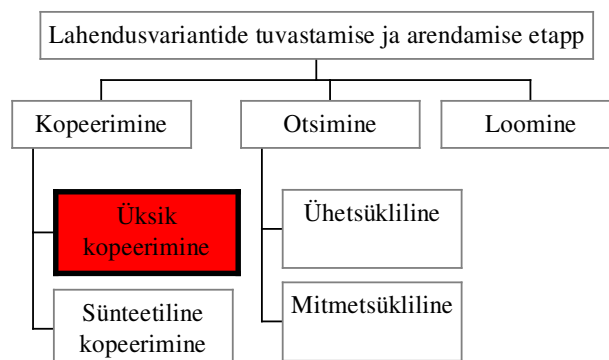 Lahendusvariantide tuvastamise ja arendamise etapp
Kopeerimine
Otsimine
Loomine
Üksik
kopeerimine
Ühetsükliline
Sünteetiline
kopeerimine
Mitmetsükliline